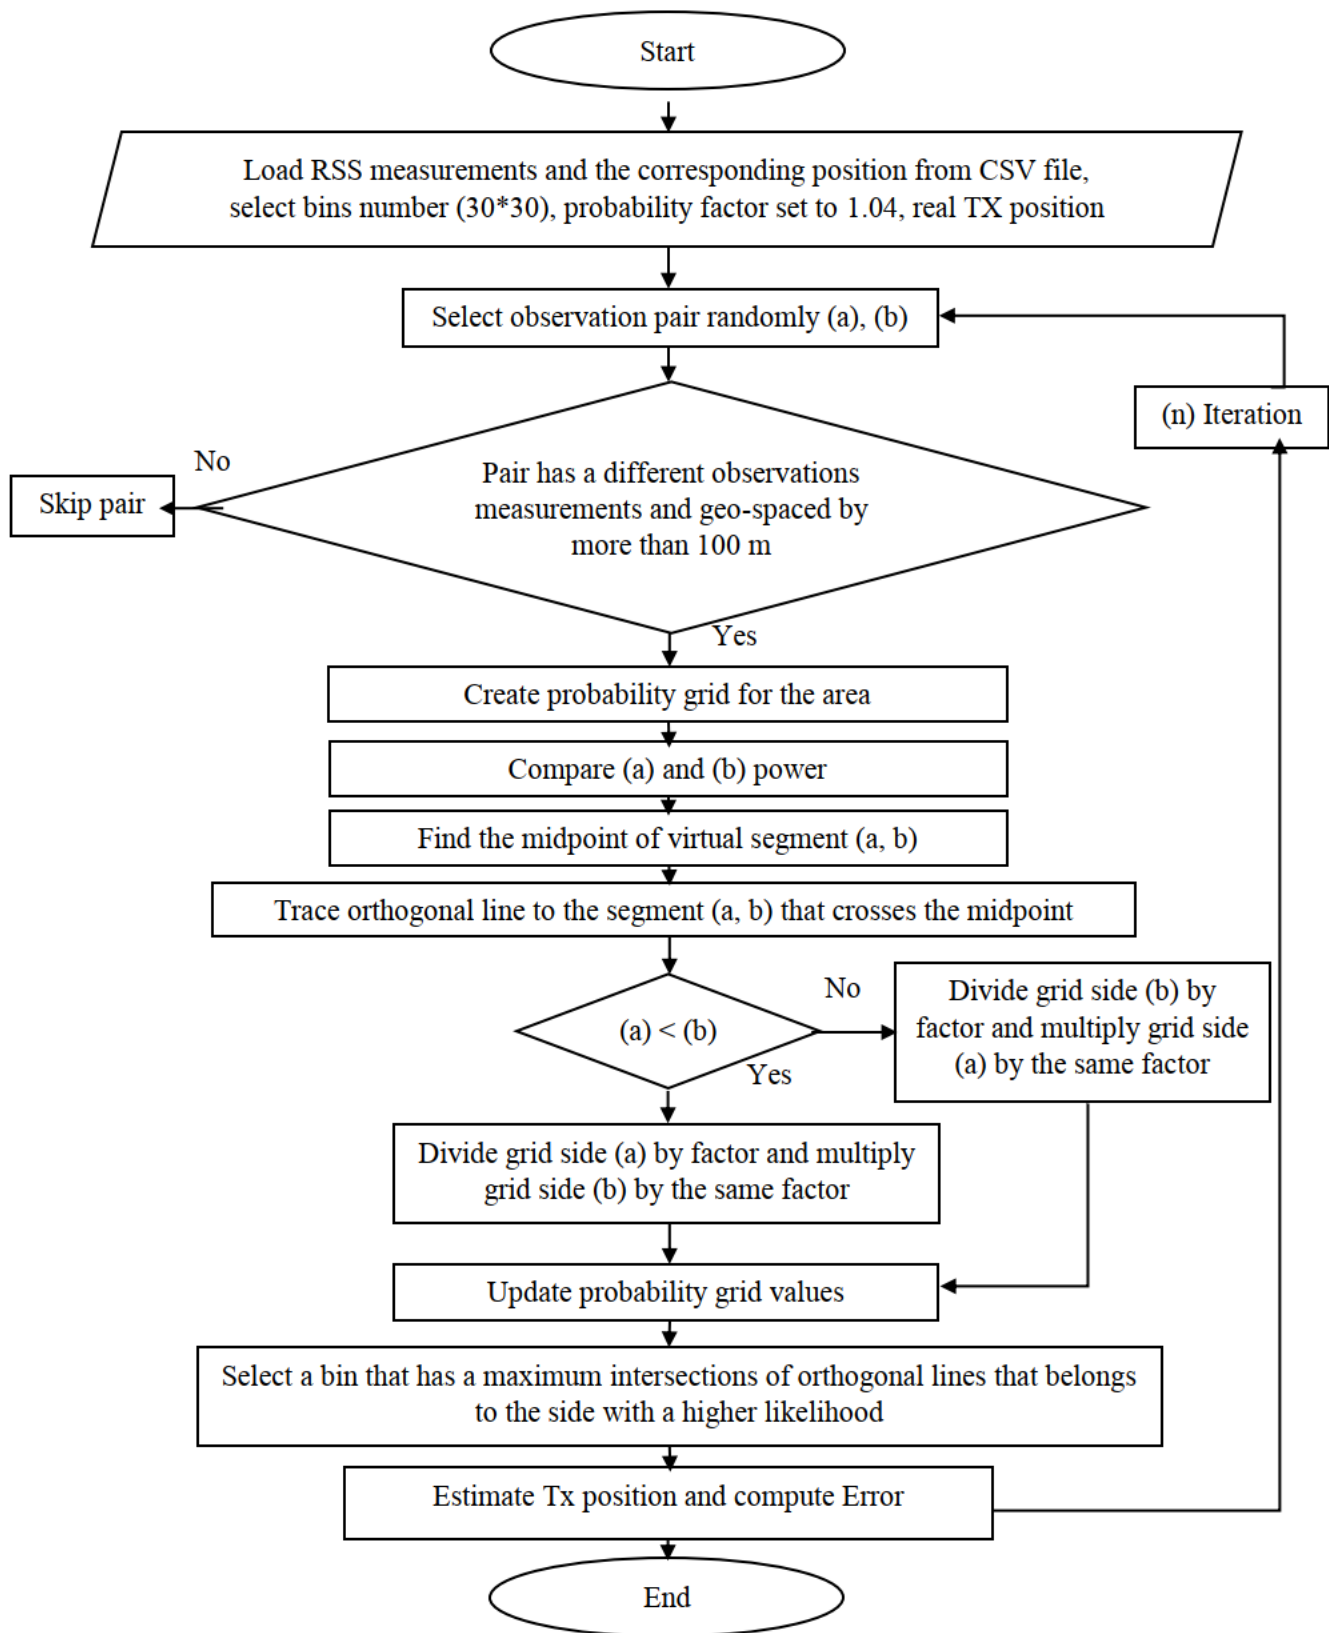 Start
Load RSS measurements and the corresponding position from CSV file,
select bins number (30*30), probability factor set to 1.04, real TX position
Select observation pair randomly (a), (b)
(n) Iteration
No
Skip pair
Pair has a different observations
measurements and geo-spaced by
more than 100 m
Yes
Create probability grid for the area
Compare (a) and (b) power
Find the midpoint of virtual segment (a, b)
Trace orthogonal line to the segment (a, b) that crosses the midpoint
(a) < (b)
No
Divide grid side (b) by
factor and multiply grid side
(a) by the same factor
Yes
Divide grid side (a) by factor and multiply
grid side (b) by the same factor
Update probability grid values
Select a bin that has a maximum intersections of orthogonal lines that belongs
to the side with a higher likelihood
Estimate Tx position and compute Error
End